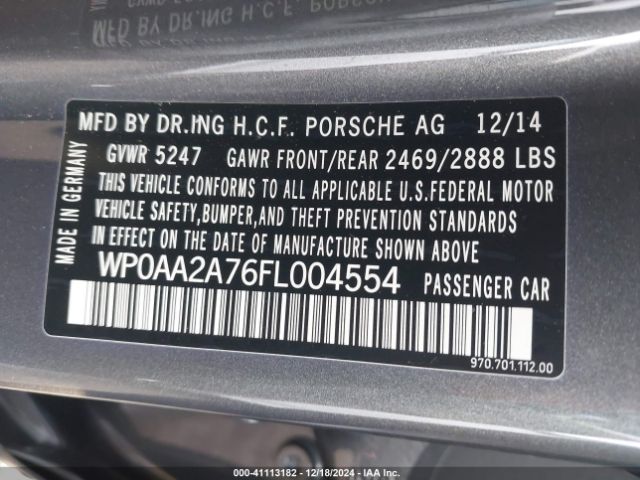 MFD BY DR.ING H.C.F. PORSCHE AG 12/14
GVWR 5247 GAWR FRONT/REAR 2469/2888 LBS
THIS VEHICLE CONFORMS TO ALL APPLICABLE U.S.FEDERAL MOTOR
VEHICLE SAFETY,BUMPER,AND THEFT PREVENTION STANDARDS
IN EFFECT ON THE DATE OF MANUFACTURE SHOWN ABOVE
WP0AA2A76FL004554 PASSENGER CAR
MADE IN GERMANY
970.701.112.00
000-41113182 - 12/18/2024 - IAA Inc.